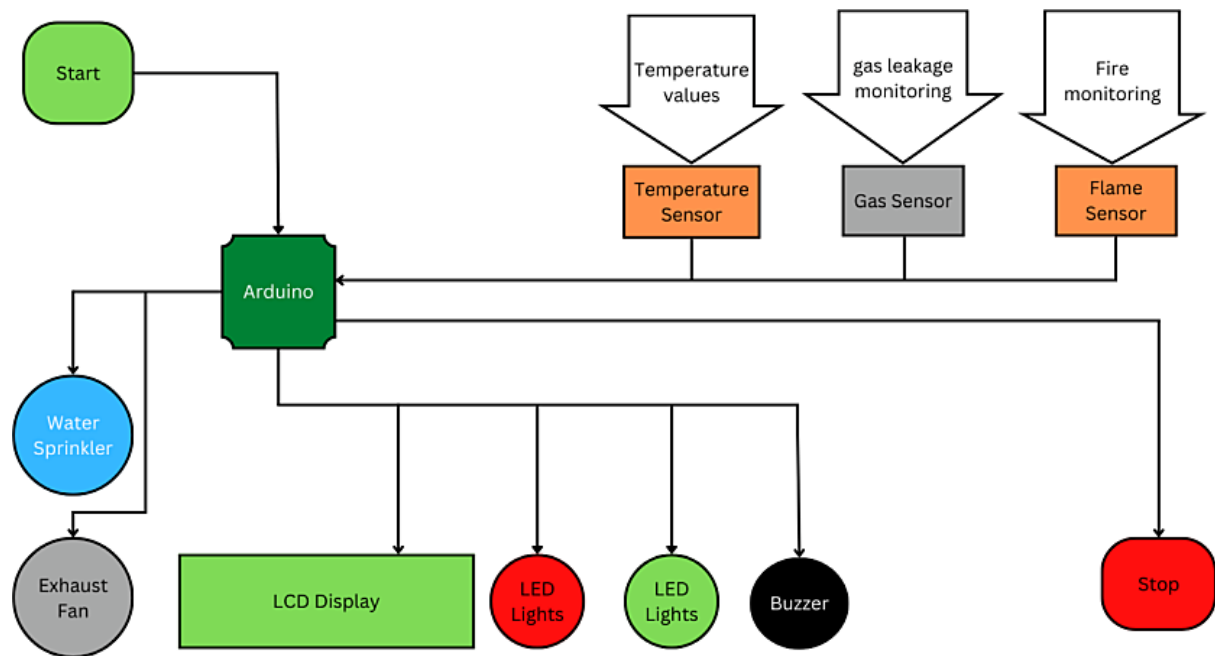 Start
Temperature
values
gas leakage
monitoring
Fire
monitoring
Temperature
Sensor
Gas Sensor
Flame
Sensor
Arduino
Water
Sprinkler
Exhaust
Fan
LCD Display
LED
Lights
LED
Lights
Buzzer
Stop